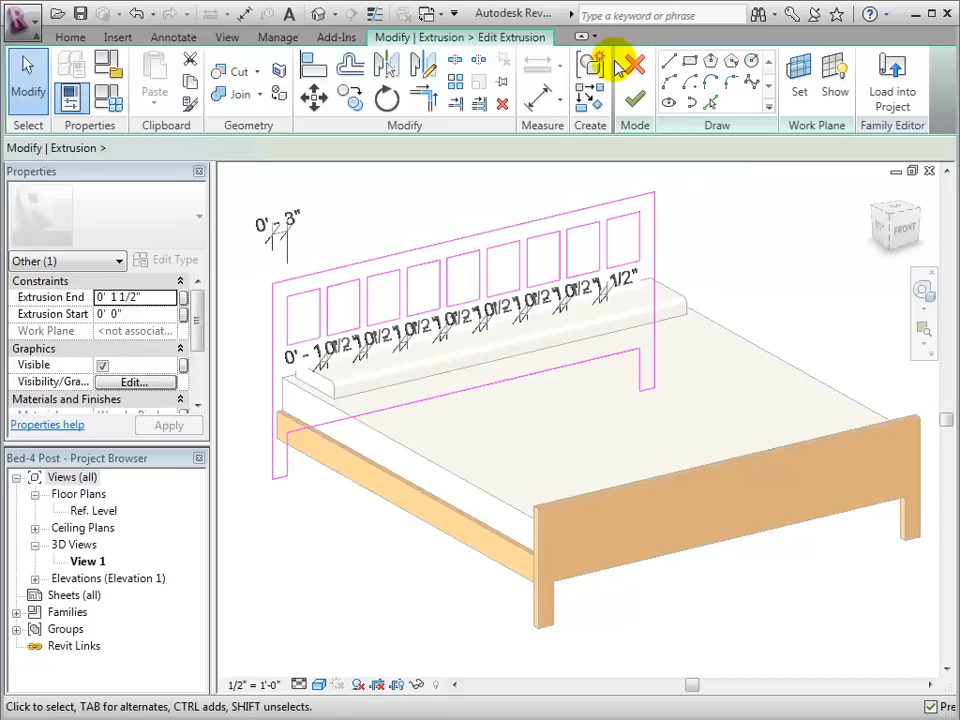 Autodesk Rev...
Type a keyword or phrase
Home
Insert
Annotate
View
Manage
Add-Ins
Modify | Extrusion > Edit Extrusion
Modify
Paste
Cut
Join
Set
Show
Load into
Project
Select
Properties
Clipboard
Geometry
Modify
Measure
Create
Mode
Draw
Work Plane
Family Editor
Modify | Extrusion >
Properties
Other (1)
Edit Type
Constraints
Extrusion End
0' 1 1/2"
Extrusion Start
0' 0"
Work Plane
<not associat...
Graphics
Visible
Visibility/Gra...
Edit...
Materials and Finishes
Properties help
Apply
Bed-4 Post - Project Browser
Views (all)
Floor Plans
Ref. Level
Ceiling Plans
3D Views
View 1
Elevations (Elevation 1)
Sheets (all)
Families
Groups
Revit Links
0' - 3"
FRONT
1/2" = 1'-0"
Click to select, TAB for alternates, CTRL adds, SHIFT unselects.
Pre